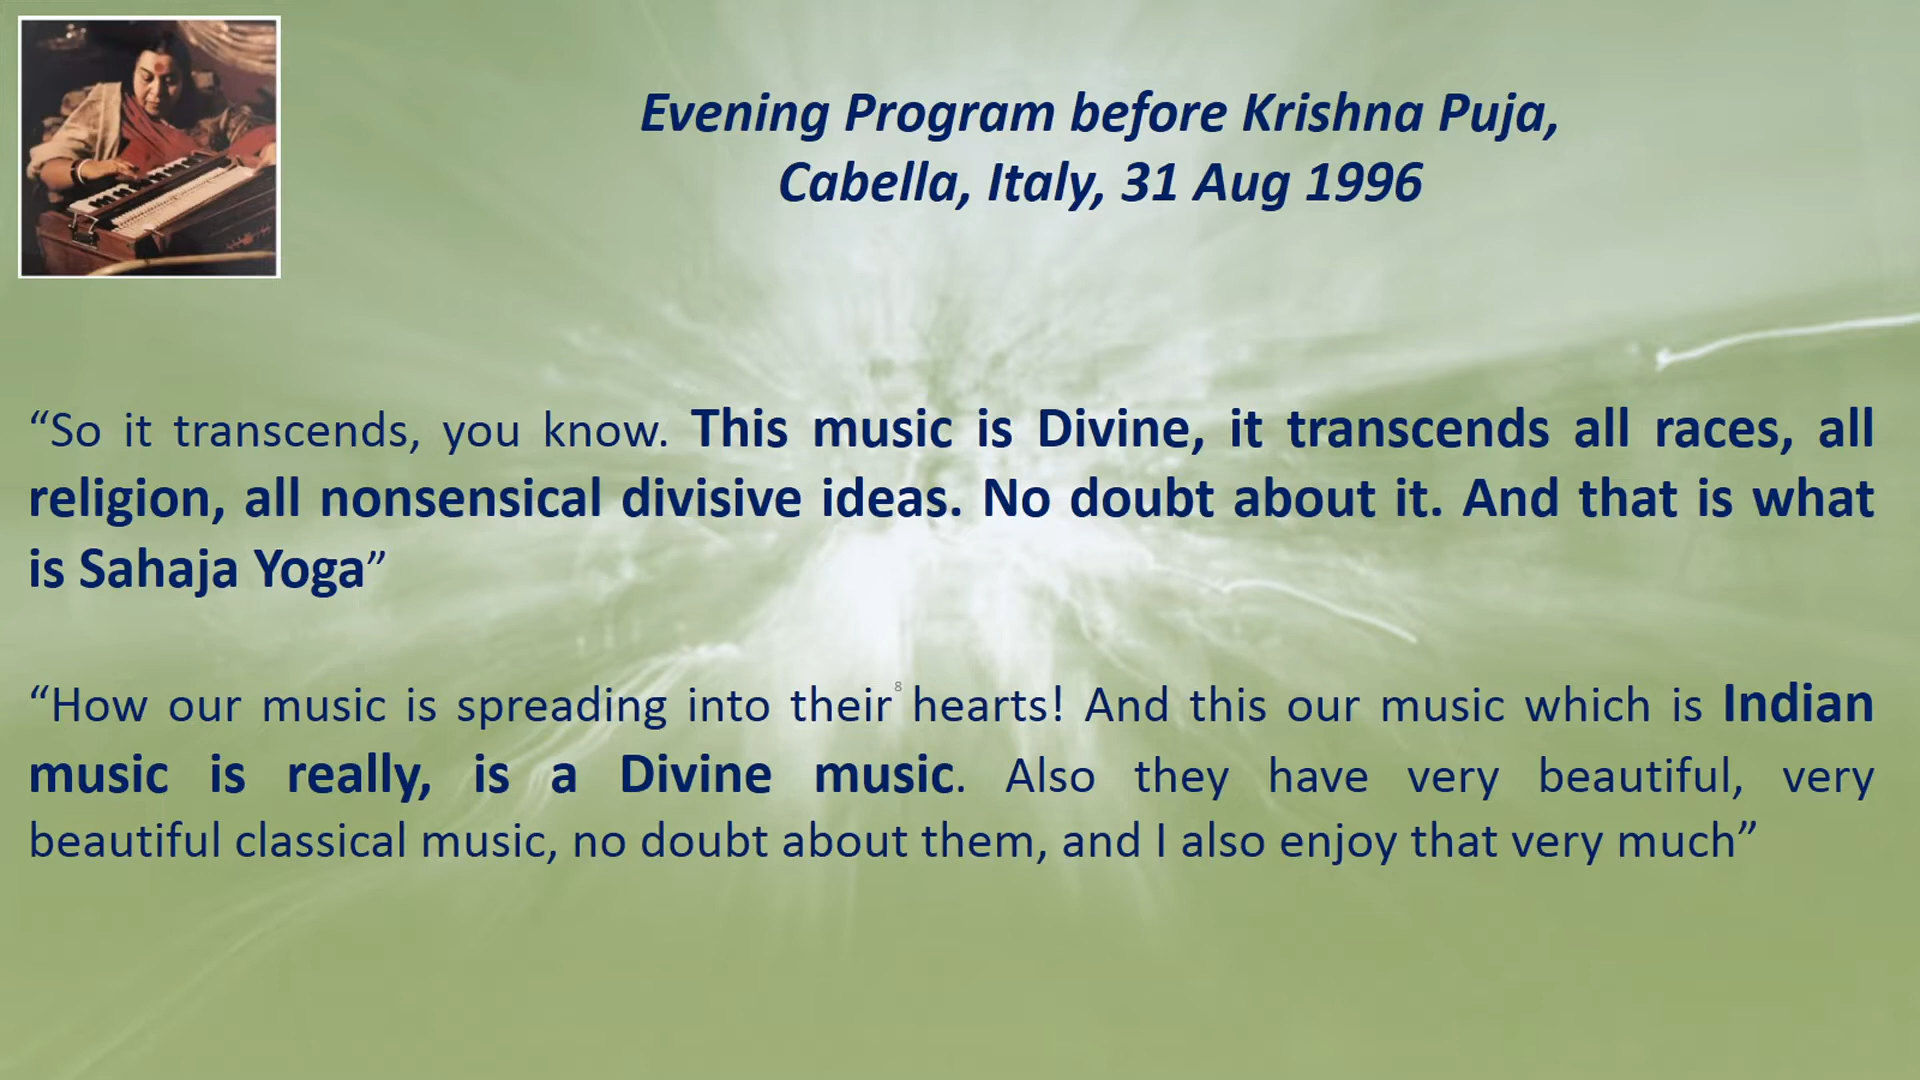 Evening Program before Krishna Puja,
Cabella, Italy, 31 Aug 1996
“So it transcends, you know. This music is Divine, it transcends all races, all
religion, all nonsensical divisive ideas. No doubt about it. And that is what
is Sahaja Yoga”
8
“How our music is spreading into their hearts! And this our music which is Indian
music is really, is a Divine music. Also they have very beautiful, very
beautiful classical music, no doubt about them, and I also enjoy that very much”